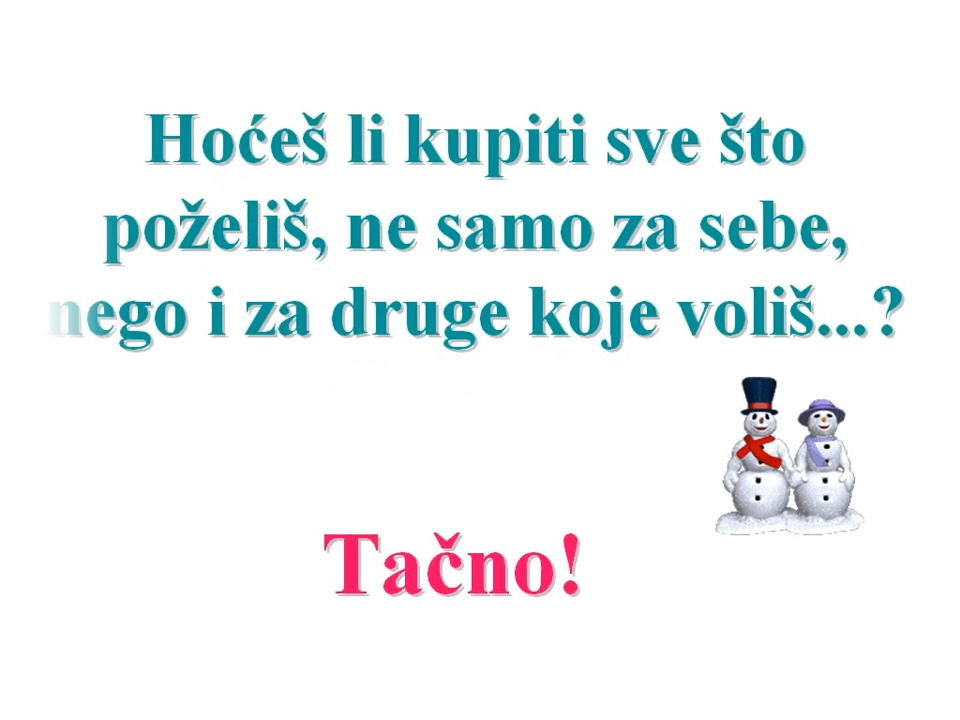 Hoćeš li kupiti sve što
poželiš, ne samo za sebe,
nego i za druge koje voliš...?
Tačno!